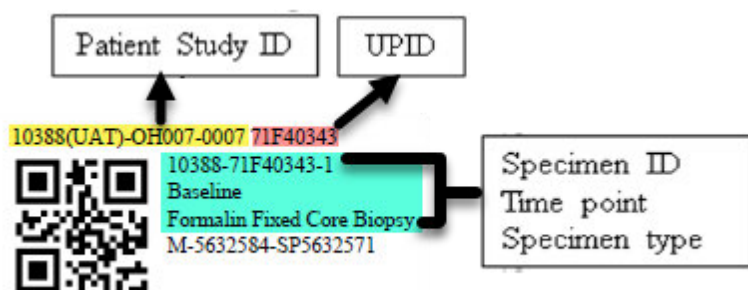 Patient Study ID
UPID
10388(UAT)-OH007-0007 71F40343
10388-71F40343-1
Baseline
Formalin Fixed Core Biopsy
M-5632584-SP5632571
Specimen ID
Time point
Specimen type